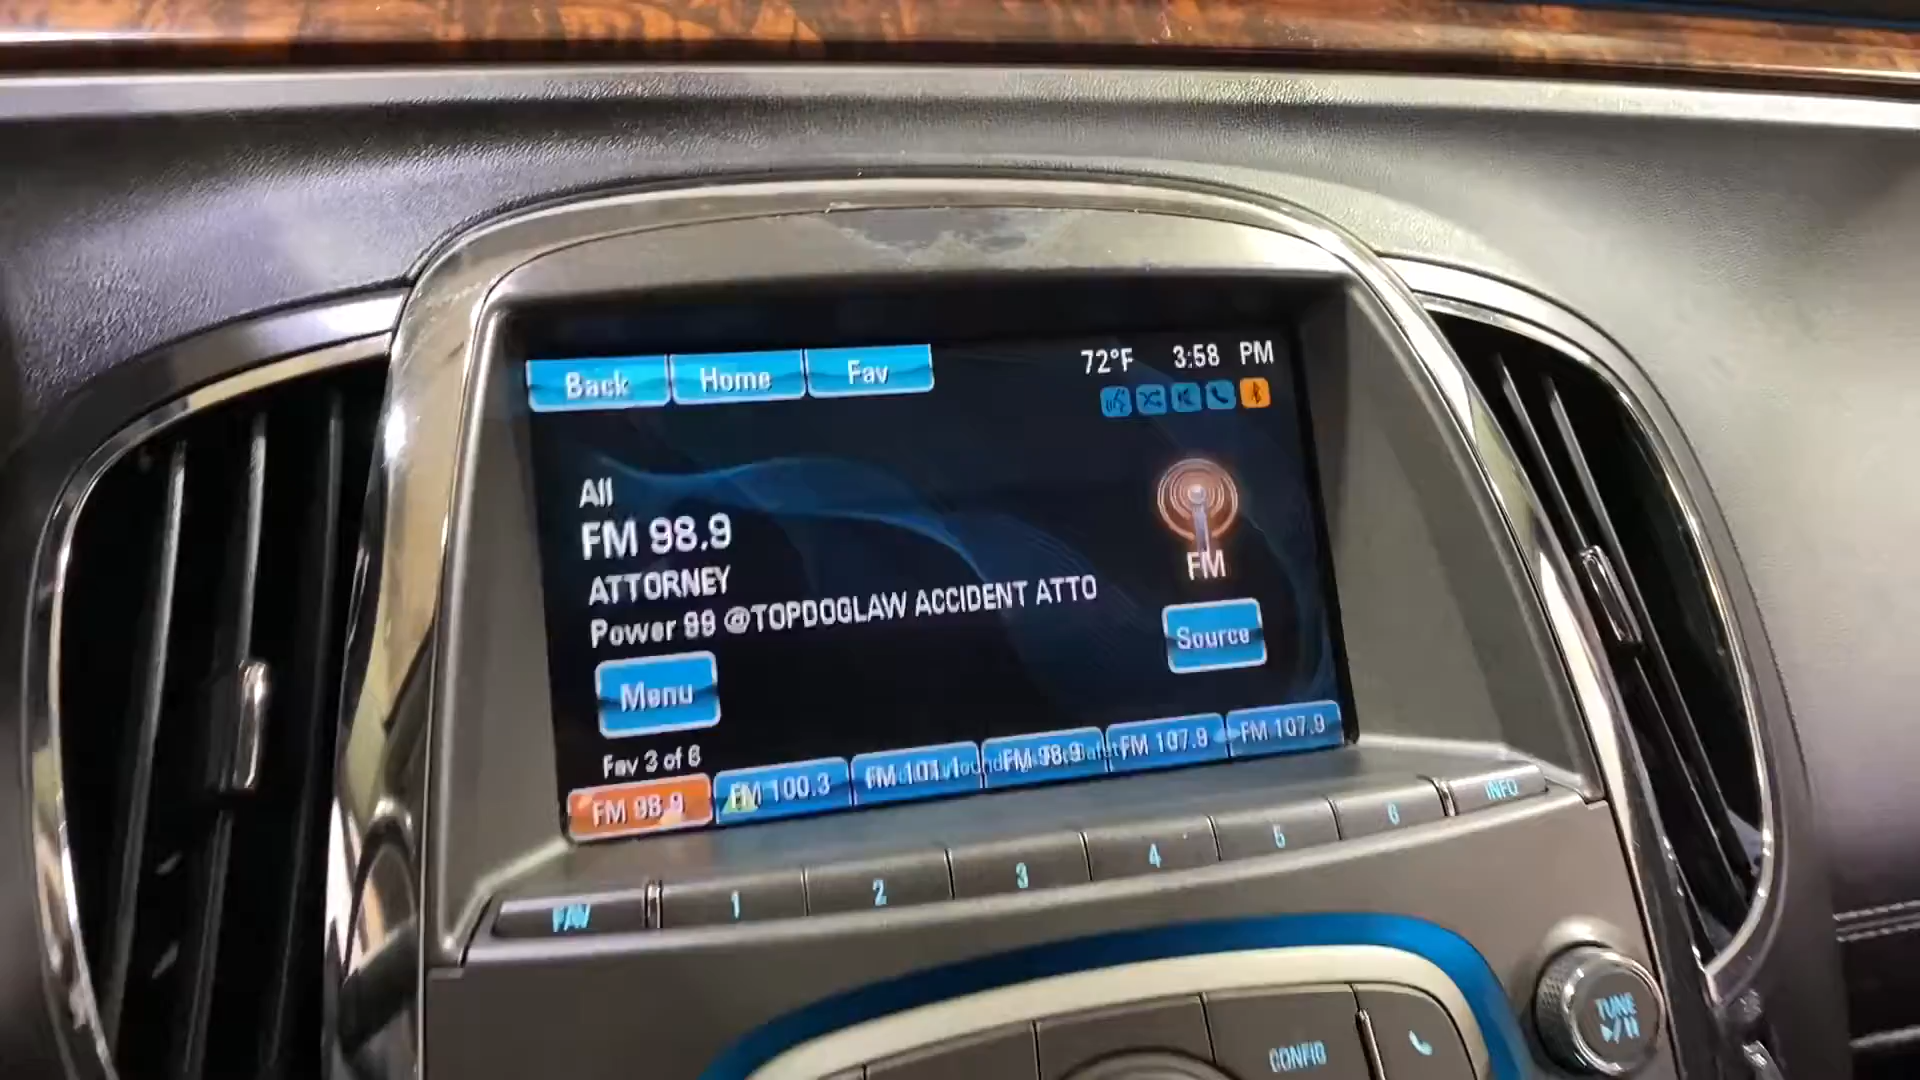 Back Home Fav 72°F 3:58 PM
All
FM 98.9
ATTORNEY
Power 99 @TOPDOGLAW ACCIDENT ATTO
FM
Source
Menu
Fav 3 of 6
FM 98.9 FM 100.3 FM 101.1 FM 98.9 FM 107.9 FM 107.9
FAV 1 2 3 4 5 6 INFO
TUNE
CONFIG